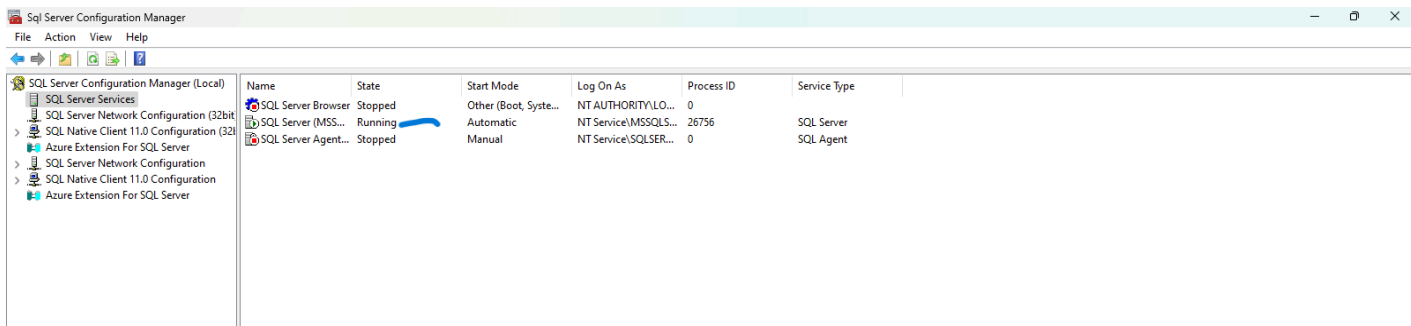 Sql Server Configuration Manager
File Action View Help
SQL Server Configuration Manager (Local)
SQL Server Services
SQL Server Network Configuration (32bit
SQL Native Client 11.0 Configuration (32l
Azure Extension For SQL Server
SQL Server Network Configuration
SQL Native Client 11.0 Configuration
Azure Extension For SQL Server
Name State Start Mode Log On As Process ID Service Type
SQL Server Browser Stopped Other (Boot, Syste... NT AUTHORITY\LO... 0
SQL Server (MSS... Running Automatic NT Service\MSSQLS... 26756 SQL Server
SQL Server Agent... Stopped Manual NT Service\SQLSER... 0 SQL Agent